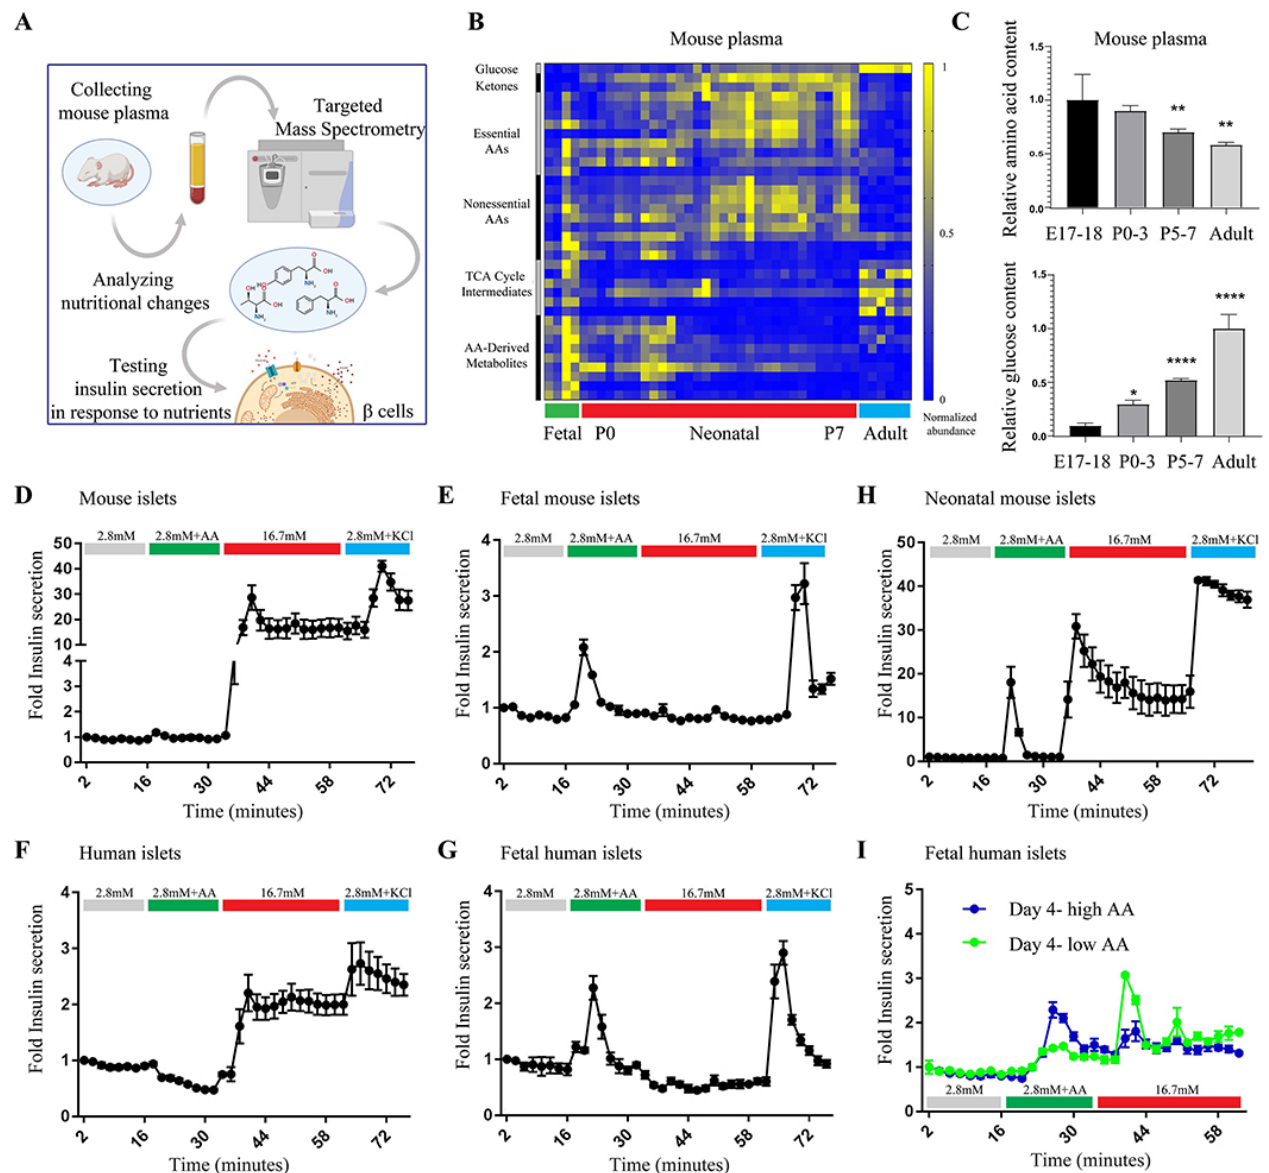 A
Collecting
mouse plasma
Targeted
Mass Spectrometry
Analyzing
nutritional changes
Testing
insulin secretion
in response to nutrients
β cells
B
Mouse plasma
Glucose
Ketones
Essential
AAs
Nonessential
AAs
TCA Cycle
Intermediates
AA-Derived
Metabolites
Fetal P0 Neonatal P7 Adult
1
0.5
0
Normalized
abundance
C
Mouse plasma
Relative amino acid content
1.5
1.0
0.5
0.0
** **
E17-18 P0-3 P5-7 Adult
Relative glucose content
1.5
1.0
0.5
0.0
* **** ****
E17-18 P0-3 P5-7 Adult
D Mouse islets
2.8mM 2.8mM+AA 16.7mM 2.8mM+KCl
Fold Insulin secretion
50
40
30
20
10
4
3
2
1
0
2 16 30 44 58 72
Time (minutes)
E Fetal mouse islets
2.8mM 2.8mM+AA 16.7mM 2.8mM+KCl
Fold Insulin secretion
4
3
2
1
0
2 16 30 44 58 72
Time (minutes)
H Neonatal mouse islets
2.8mM 2.8mM+AA 16.7mM 2.8mM+KCl
Fold Insulin secretion
50
40
30
20
10
0
2 16 30 44 58 72
Time (minutes)
F Human islets
2.8mM 2.8mM+AA 16.7mM 2.8mM+KCl
Fold Insulin secretion
4
3
2
1
0
2 16 30 44 58 72
Time (minutes)
G Fetal human islets
2.8mM 2.8mM+AA 16.7mM 2.8mM+KCl
Fold Insulin secretion
4
3
2
1
0
2 16 30 44 58 72
Time (minutes)
I Fetal human islets
Day 4- high AA
Day 4- low AA
Fold Insulin secretion
5
4
3
2
1
0
2.8mM 2.8mM+AA 16.7mM
2 16 30 44 58
Time (minutes)